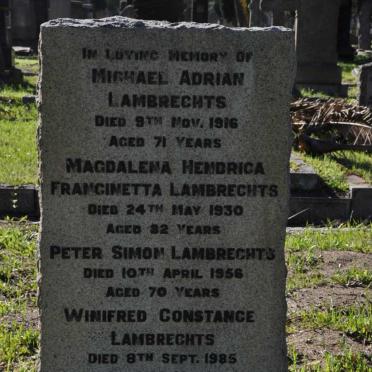 In Loving Memory of
Michael Adrian
Lambrechts
Died 9th Nov. 1916
Aged 71 Years
Magdalena Hendrica
Francinetta Lambrechts
Died 24th May 1930
Aged 82 Years
Peter Simon Lambrechts
Died 10th April 1956
Aged 70 Years
Winifred Constance
Lambrechts
Died 8th Sept. 1985